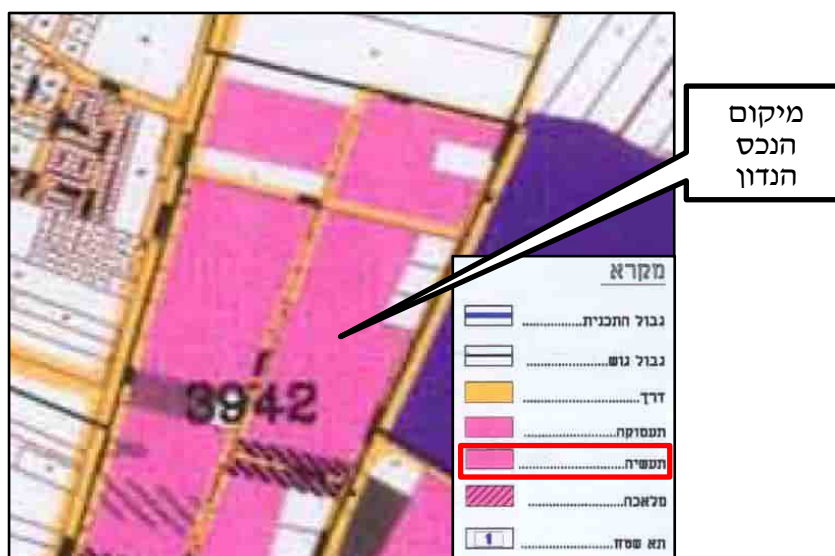 מיקום
הנכס
הנדון
3942
מקרא
גבול התכנית
גבול גוש
דרך
תעסוקה
תעשיה
מלאכה
תא שטח
1